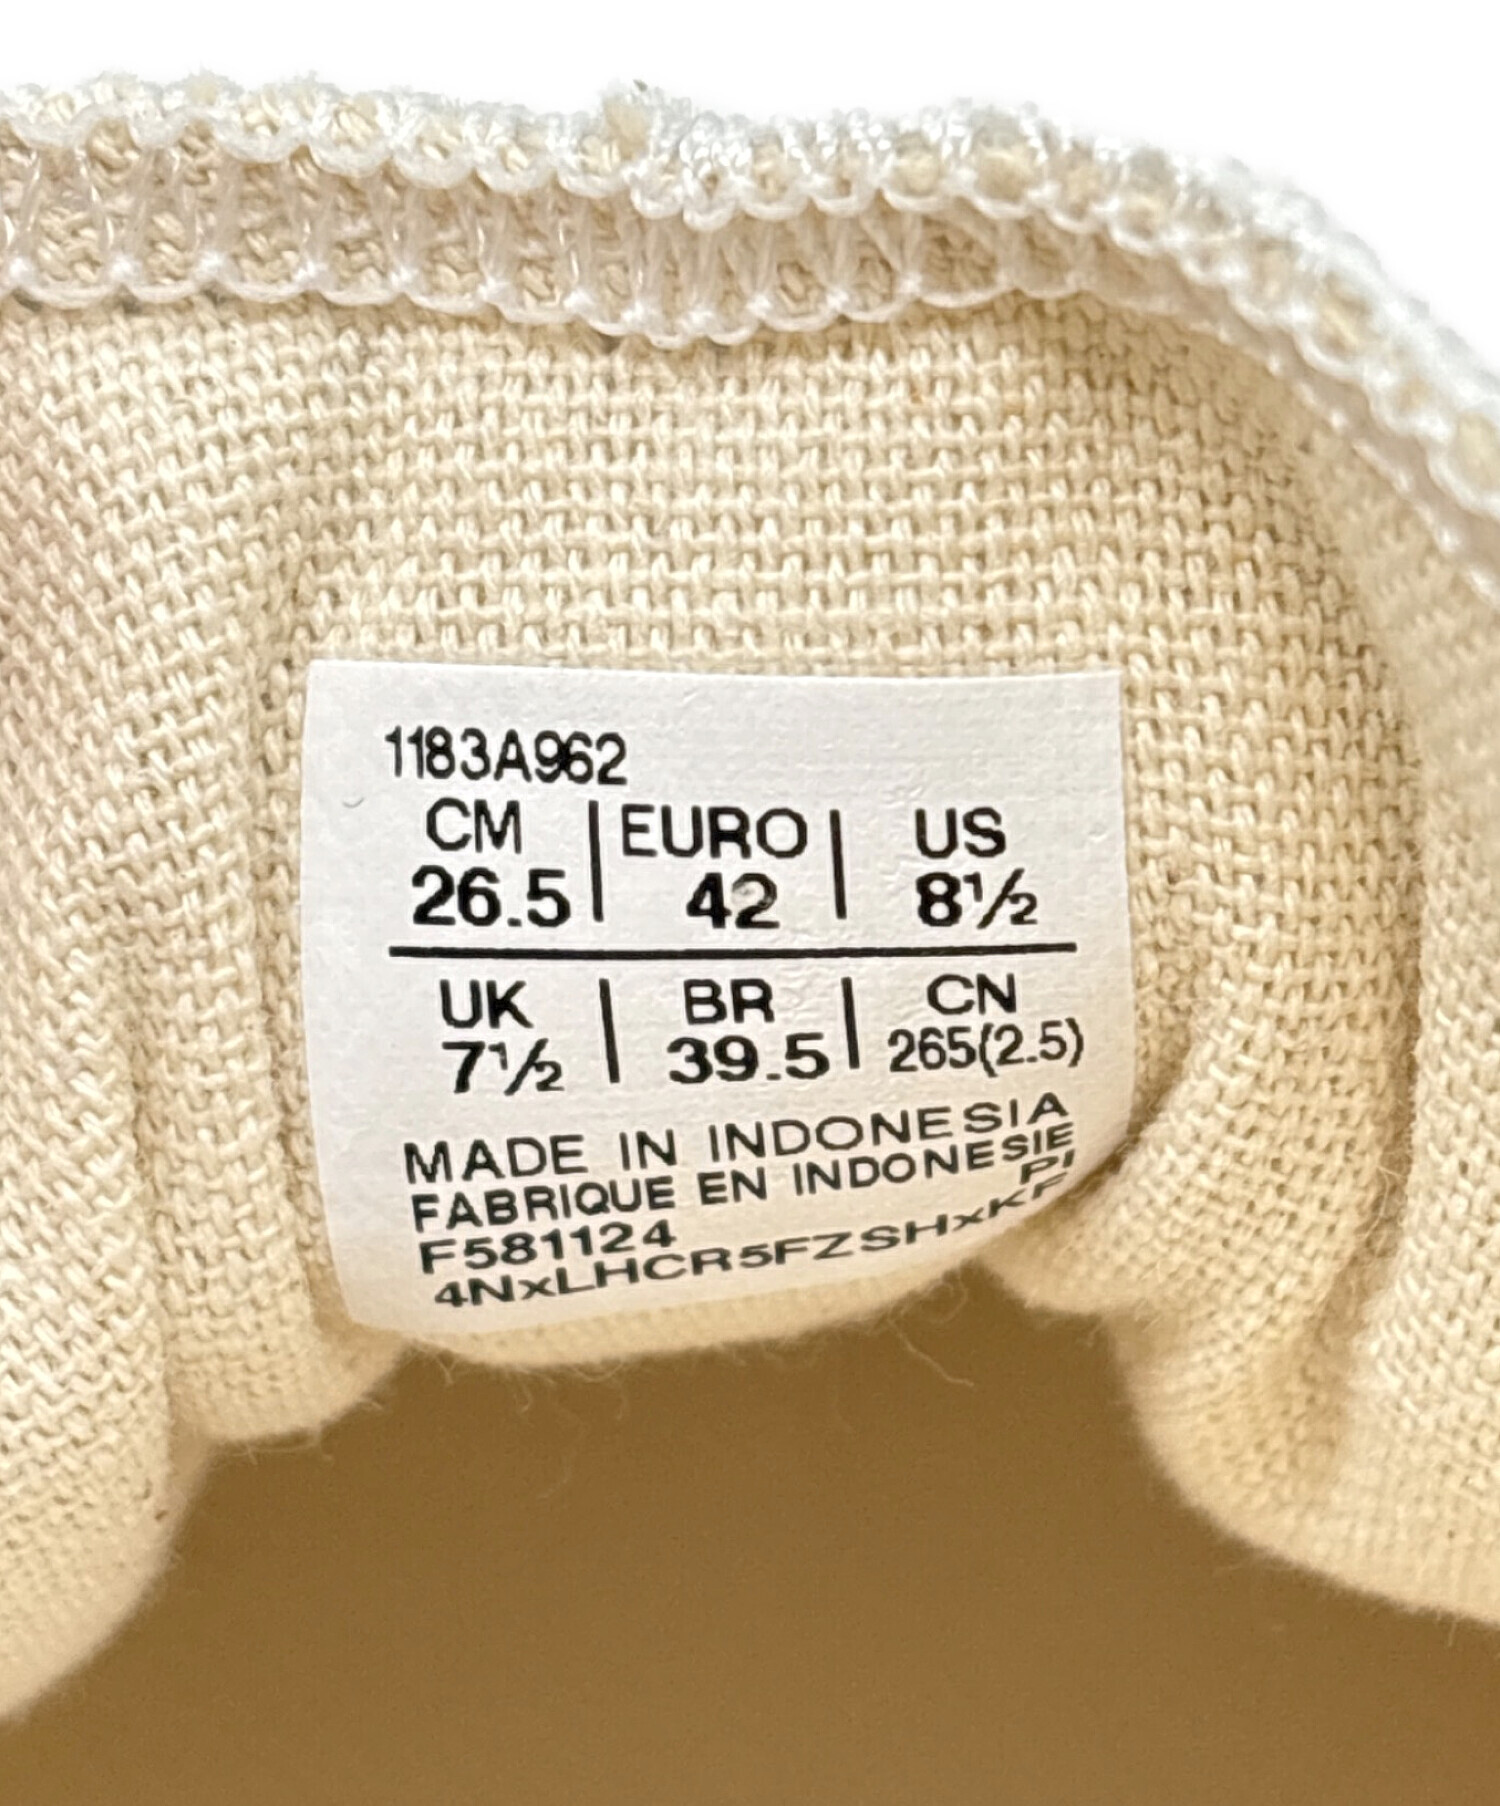 1183A962
CM | EURO | US
26.5 | 42 | 8½
UK | BR | CN
7½ | 39.5 | 265(2.5)
MADE IN INDONESIA
FABRIQUE EN INDONESIE
F581124 PI
4NxLHCR5FZSHxKF